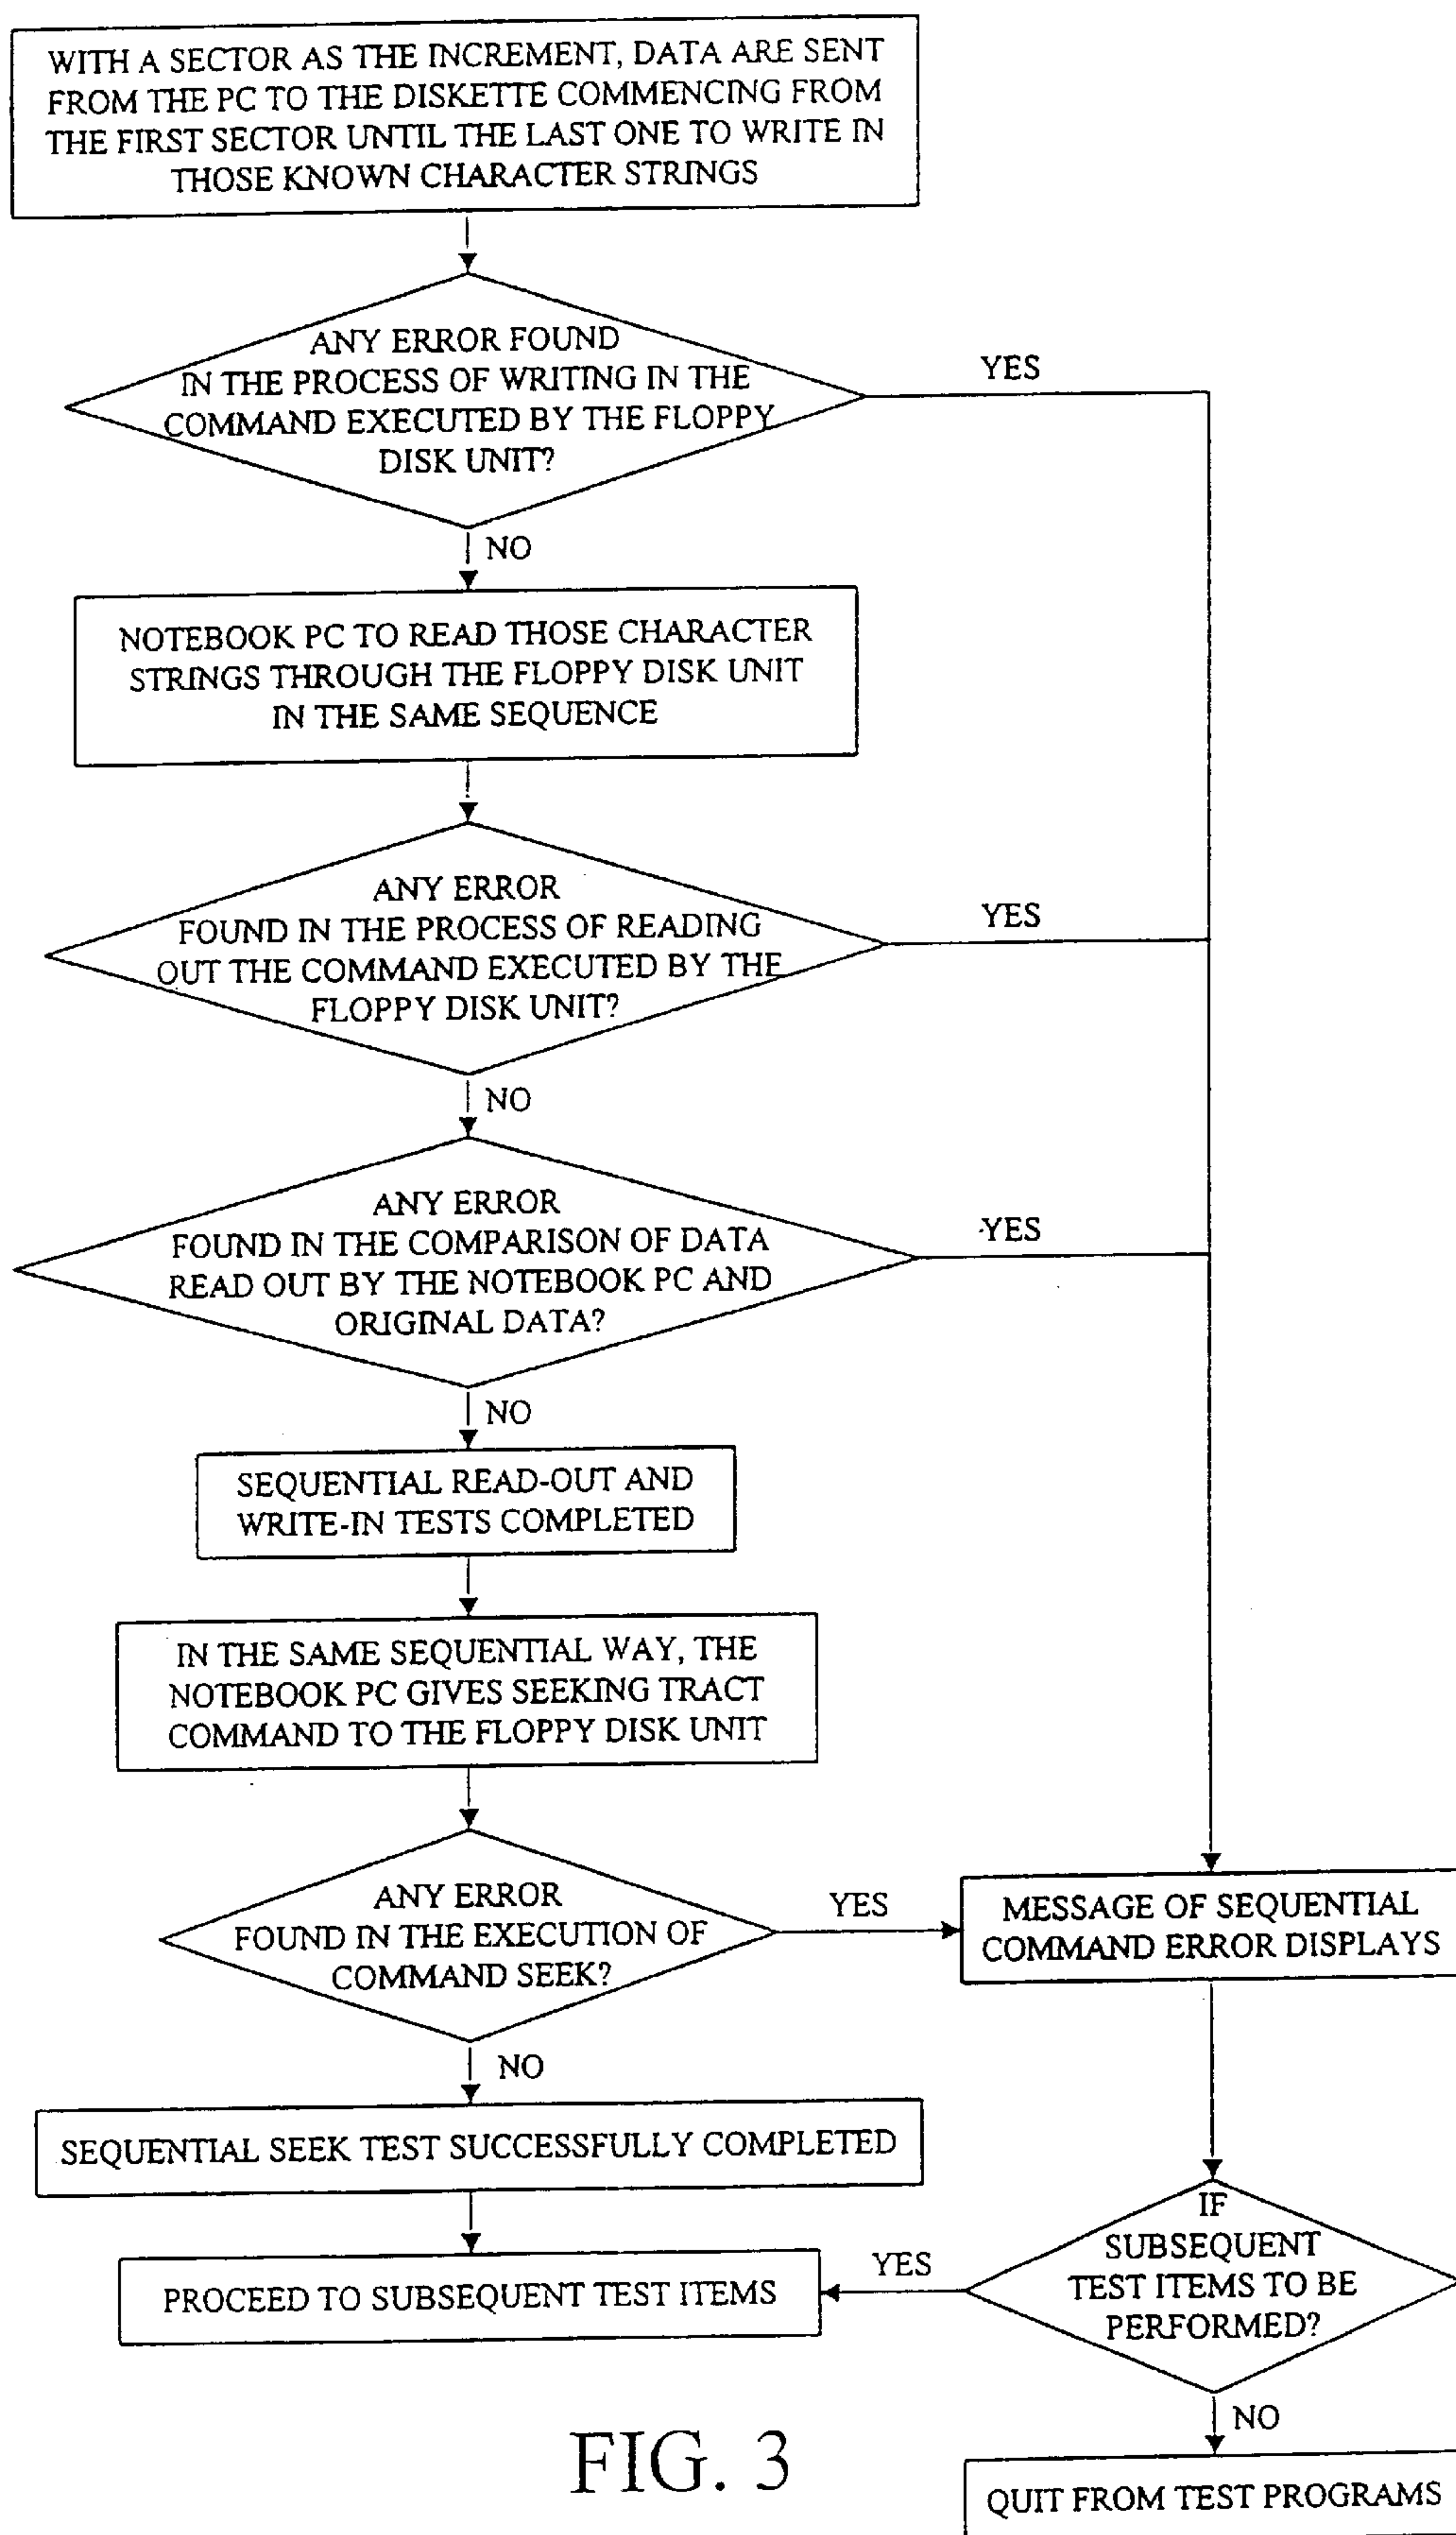 WITH A SECTOR AS THE INCREMENT, DATA ARE SENT
FROM THE PC TO THE DISKETTE COMMENCING FROM
THE FIRST SECTOR UNTIL THE LAST ONE TO WRITE IN
THOSE KNOWN CHARACTER STRINGS
ANY ERROR FOUND
IN THE PROCESS OF WRITING IN THE
COMMAND EXECUTED BY THE FLOPPY
DISK UNIT?
YES
NO
NOTEBOOK PC TO READ THOSE CHARACTER
STRINGS THROUGH THE FLOPPY DISK UNIT
IN THE SAME SEQUENCE
ANY ERROR
FOUND IN THE PROCESS OF READING
OUT THE COMMAND EXECUTED BY THE
FLOPPY DISK UNIT?
YES
NO
ANY ERROR
FOUND IN THE COMPARISON OF DATA
READ OUT BY THE NOTEBOOK PC AND
ORIGINAL DATA?
YES
NO
SEQUENTIAL READ-OUT AND
WRITE-IN TESTS COMPLETED
IN THE SAME SEQUENTIAL WAY, THE
NOTEBOOK PC GIVES SEEKING TRACT
COMMAND TO THE FLOPPY DISK UNIT
ANY ERROR
FOUND IN THE EXECUTION OF
COMMAND SEEK?
YES
MESSAGE OF SEQUENTIAL
COMMAND ERROR DISPLAYS
NO
SEQUENTIAL SEEK TEST SUCCESSFULLY COMPLETED
IF
SUBSEQUENT
TEST ITEMS TO BE
PERFORMED?
YES
PROCEED TO SUBSEQUENT TEST ITEMS
NO
QUIT FROM TEST PROGRAMS
FIG. 3